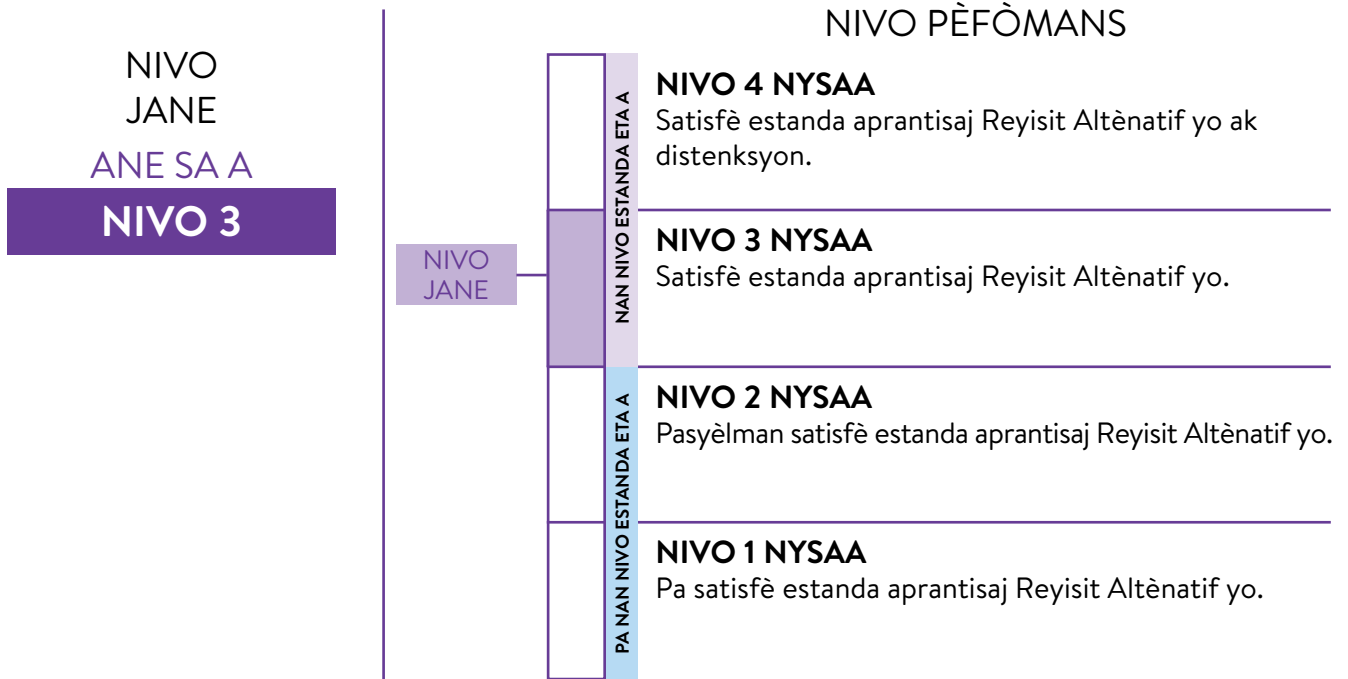 NIVO
JANE
ANE SA A
NIVO 3
NIVO PÈFÒMANS
NIVO
JANE
NAN NIVO ESTANDA ETA A
NIVO 4 NYSAA
Satisfè estanda aprantisaj Reyisit Altènatif yo ak
distenksyon.
NIVO 3 NYSAA
Satisfè estanda aprantisaj Reyisit Altènatif yo.
PA NAN NIVO ESTANDA ETA A
NIVO 2 NYSAA
Pasyèlman satisfè estanda aprantisaj Reyisit Altènatif yo.
NIVO 1 NYSAA
Pa satisfè estanda aprantisaj Reyisit Altènatif yo.